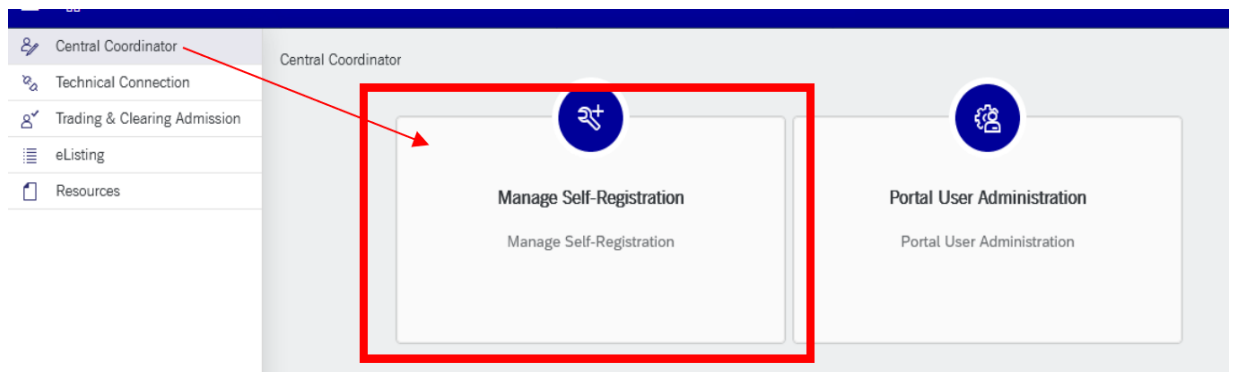 Central Coordinator
Technical Connection
Trading & Clearing Admission
eListing
Resources
Central Coordinator
Manage Self-Registration
Manage Self-Registration
Portal User Administration
Portal User Administration